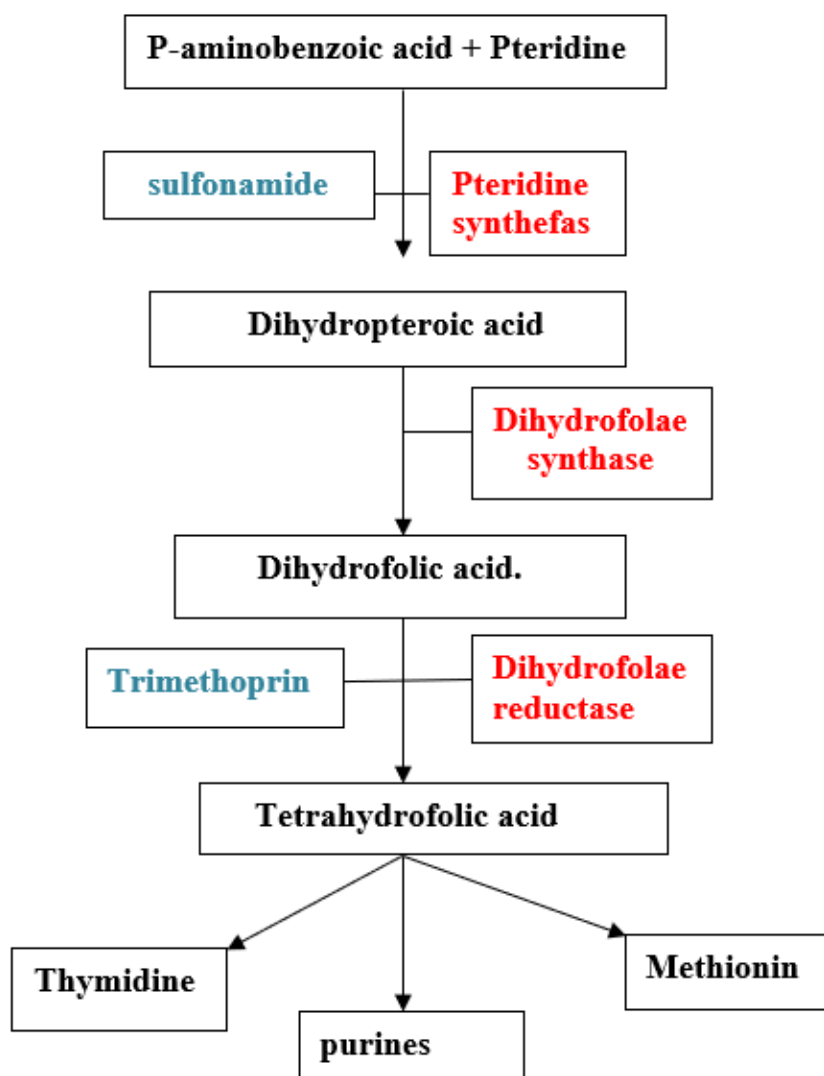 P-aminobenzoic acid + Pteridine
sulfonamide
Pteridine
synthefas
Dihydropteroic acid
Dihydrofolae
synthase
Dihydrofolic acid.
Trimethoprin
Dihydrofolae
reductase
Tetrahydrofolic acid
Thymidine
purines
Methionin